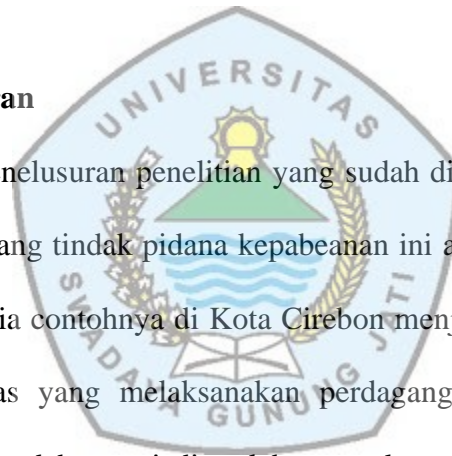 an
UNIVERSITAS
nelusuran penelitian yang sudah di
ang tindak pidana kepabeanan ini a
ia contohnya di Kota Cirebon menj
as yang melaksanakan perdagang
SWADAYA GUNUNG JATI